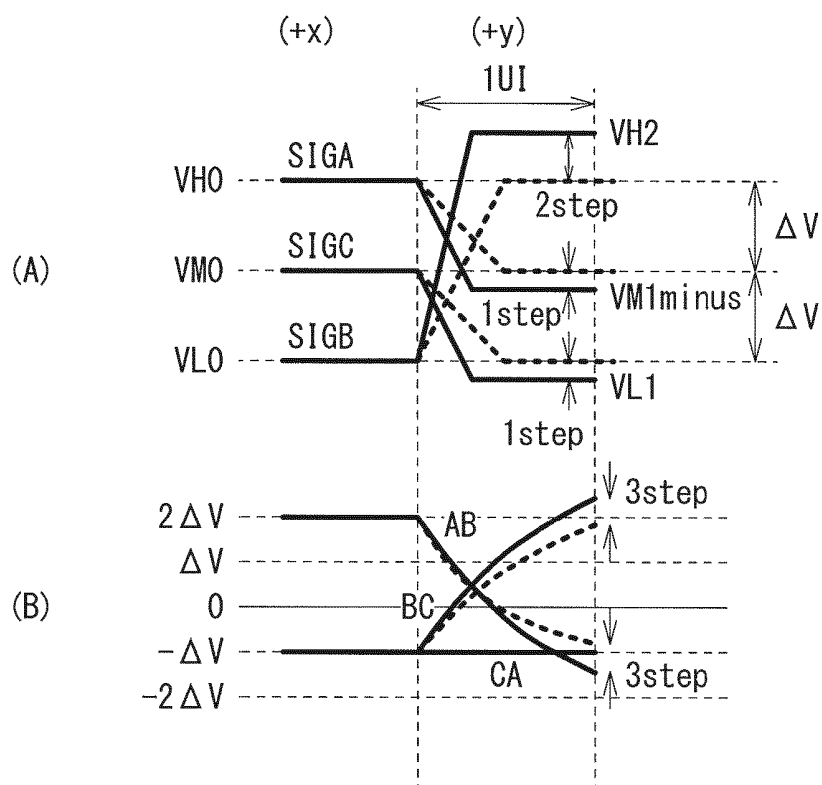 (+x) (+y)
1UI
SIGA VH2
VH0
2step ΔV
(A) SIGC
VM0
1step VM1minus ΔV
SIGB
VL0
VL1
1step
3step
2ΔV AB
ΔV
(B) 0 BC
-ΔV
CA 3step
-2ΔV